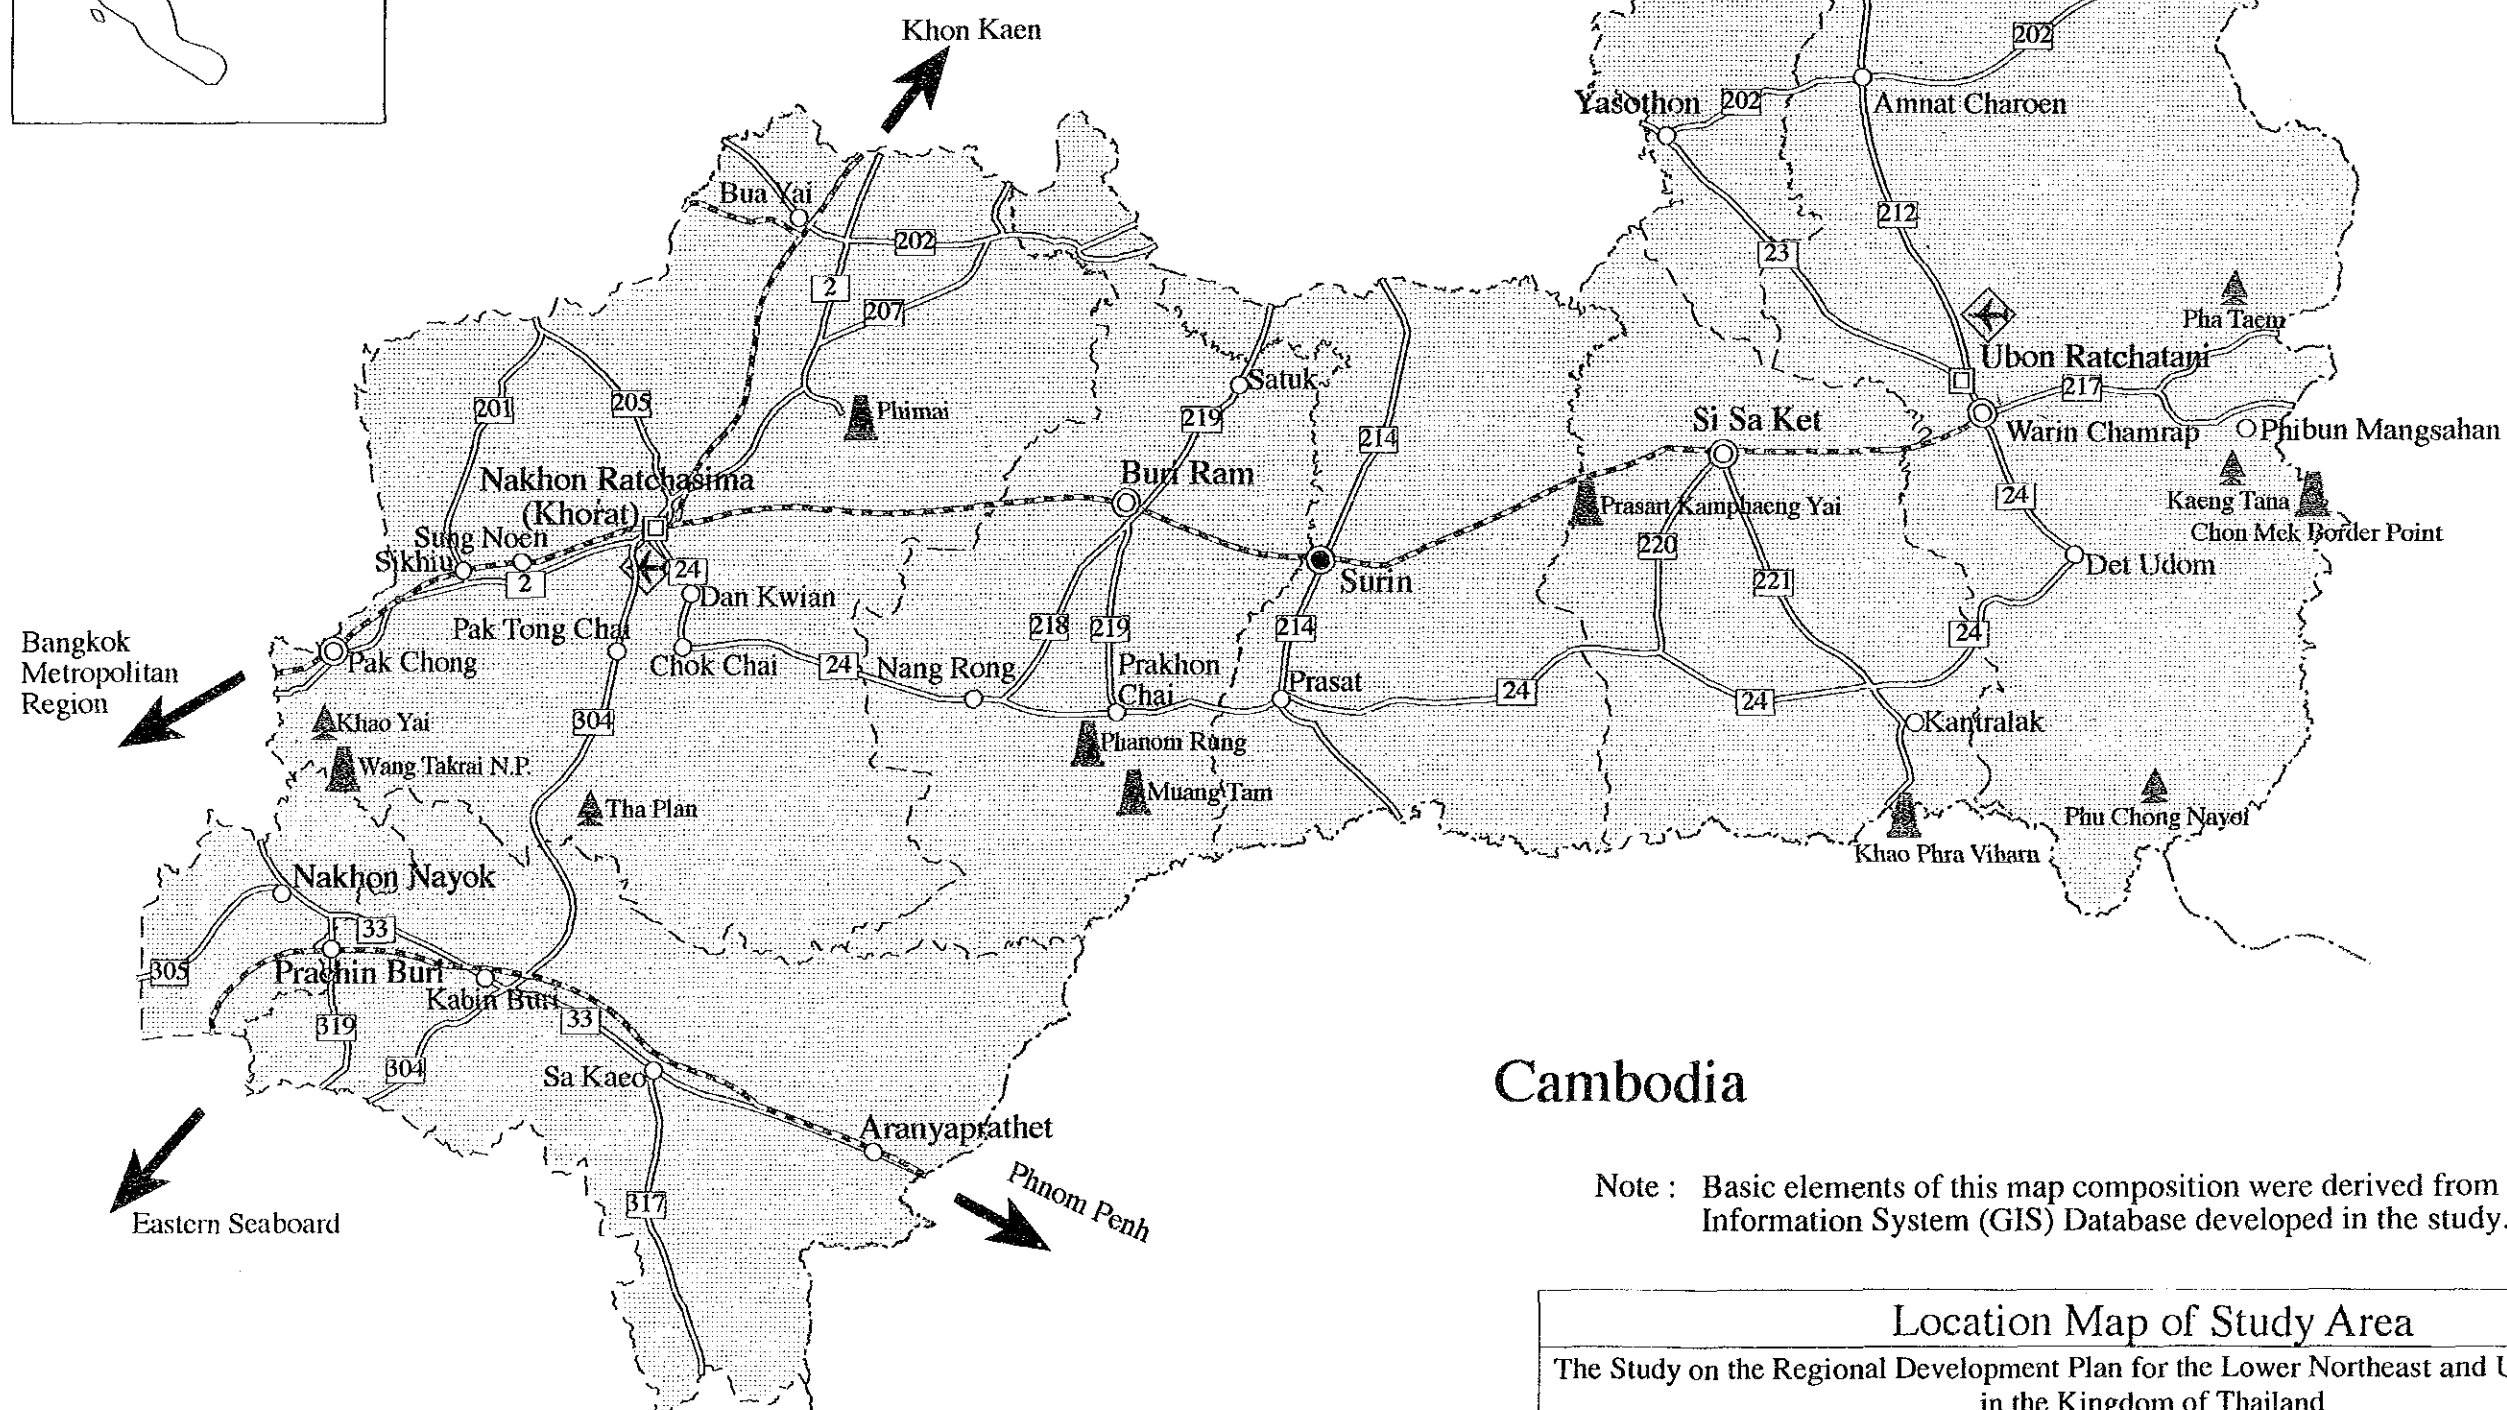 Khon Kaen
202
Yasothon
202
Amnat Charoen
Bua Yai
202
212
23
2
207
Pha Taem
Ubon Ratchatani
201
205
Phimai
Satuk
219
214
217
Si Sa Ket
Warin Chamrap
Phibun Mangsahan
Nakhon Ratchasima
(Khorat)
Buri Ram
Prasart Kamphaeng Yai
24
Kaeng Tana
Chon Mek Border Point
Sung Noen
Sikhiu
2
24
220
221
Surin
Det Udom
Dan Kwian
Pak Tong Chai
218
219
214
24
Bangkok
Metropolitan
Region
Pak Chong
Chok Chai
24
Nang Rong
Prakhon
Chai
Prasat
24
24
Khao Yai
304
Kantralak
Phanom Rung
Wang Takrai N.P.
Muang Tam
Tha Plan
Phu Chong Nayoi
Khao Phra Viharn
Nakhon Nayok
33
305
Prachin Buri
Kabin Buri
319
33
304
Sa Kaeo
Cambodia
Aranyaprathet
Phnom Penh
317
Eastern Seaboard
Note : Basic elements of this map composition were derived from
Information System (GIS) Database developed in the study.
Location Map of Study Area
The Study on the Regional Development Plan for the Lower Northeast and U
in the Kingdom of Thailand